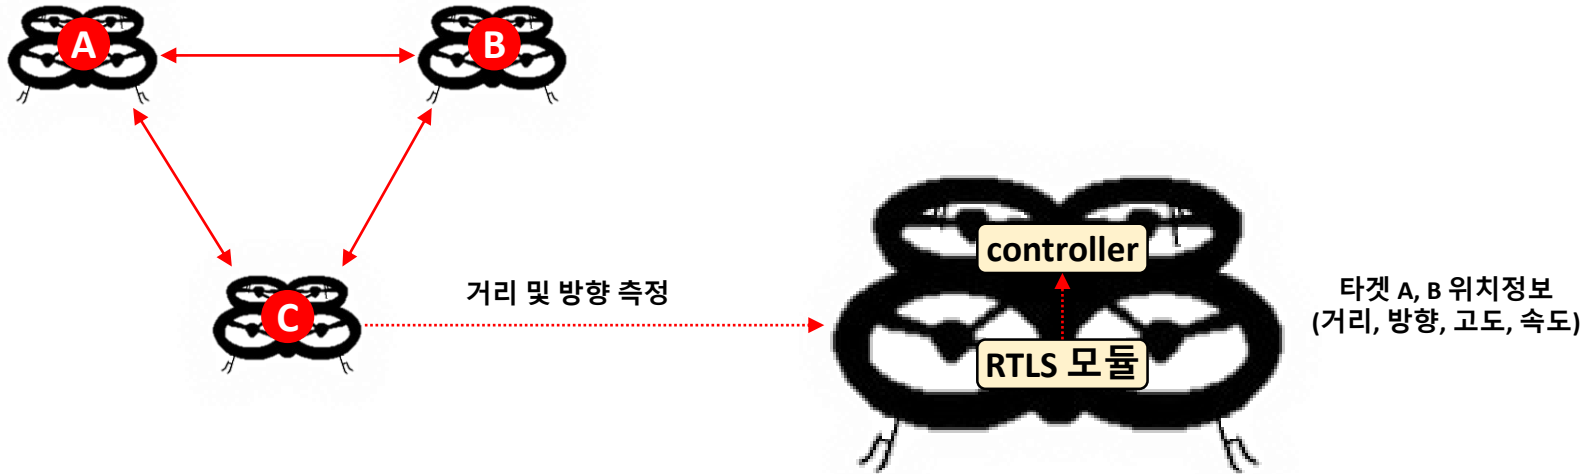 A
B
C
거리 및 방향 측정
controller
RTLS 모듈
타겟 A, B 위치정보
(거리, 방향, 고도, 속도)